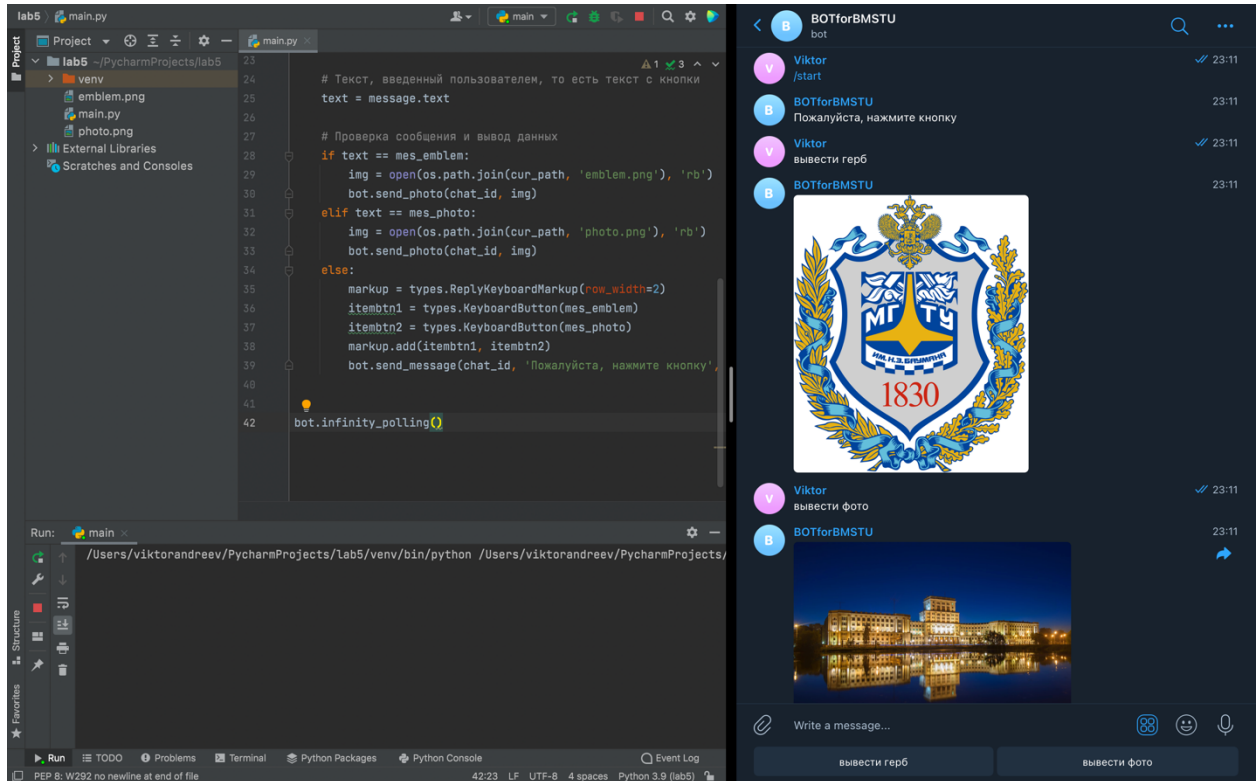 lab5 main.py
main
Project
main.py
lab5 ~/PycharmProjects/lab5
venv
emblem.png
main.py
photo.png
External Libraries
Scratches and Consoles
Project
1 3
23
24 # Текст, введенный пользователем, то есть текст с кнопки
25 text = message.text
26
27 # Проверка сообщения и вывод данных
28 if text == mes_emblem:
29 img = open(os.path.join(cur_path, 'emblem.png'), 'rb')
30 bot.send_photo(chat_id, img)
31 elif text == mes_photo:
32 img = open(os.path.join(cur_path, 'photo.png'), 'rb')
33 bot.send_photo(chat_id, img)
34 else:
35 markup = types.ReplyKeyboardMarkup(row_width=2)
36 itembtn1 = types.KeyboardButton(mes_emblem)
37 itembtn2 = types.KeyboardButton(mes_photo)
38 markup.add(itembtn1, itembtn2)
39 bot.send_message(chat_id, 'Пожалуйста, нажмите кнопку',
40
41
42 bot.infinity_polling()
Run: main
/Users/viktorandreev/PycharmProjects/lab5/venv/bin/python /Users/viktorandreev/PycharmProjects/
Structure
Favorites
Run TODO Problems Terminal Python Packages Python Console Event Log
PEP 8: W292 no newline at end of file 42:23 LF UTF-8 4 spaces Python 3.9 (lab5)
B BOTforBMSTU
bot
V Viktor 23:11
/start
B BOTforBMSTU 23:11
Пожалуйста, нажмите кнопку
V Viktor 23:11
вывести герб
B BOTforBMSTU 23:11
МГТУ
ИМ. Н.Э. БАУМАНА
1830
V Viktor 23:11
вывести фото
B BOTforBMSTU 23:11
Write a message...
вывести герб вывести фото